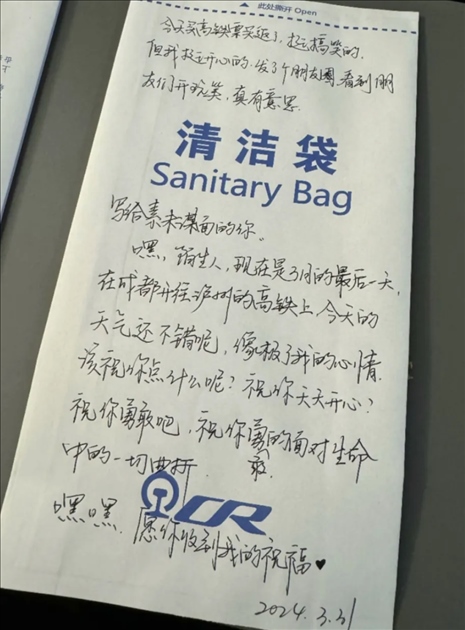 ▲ 此处撕开 Open
今天买高铁票买返了,挺搞笑的.
但我挺开心的.发了个朋友圈.看到朋
友们开玩笑,真有意思.
清洁袋
Sanitary Bag
写给素未谋面的你。
嘿,陌生人,现在是3月的最后一天,
在成都开往泸州的高铁上,今天的
天气还不错呢,像极了我的心情.
该祝你点什么呢?祝你天天开心?
祝你勇敢吧,祝你勇的面对生命
敢
中的一切曲折.
CR
嘿嘿.愿你收到我的祝福♥
2024.3.31